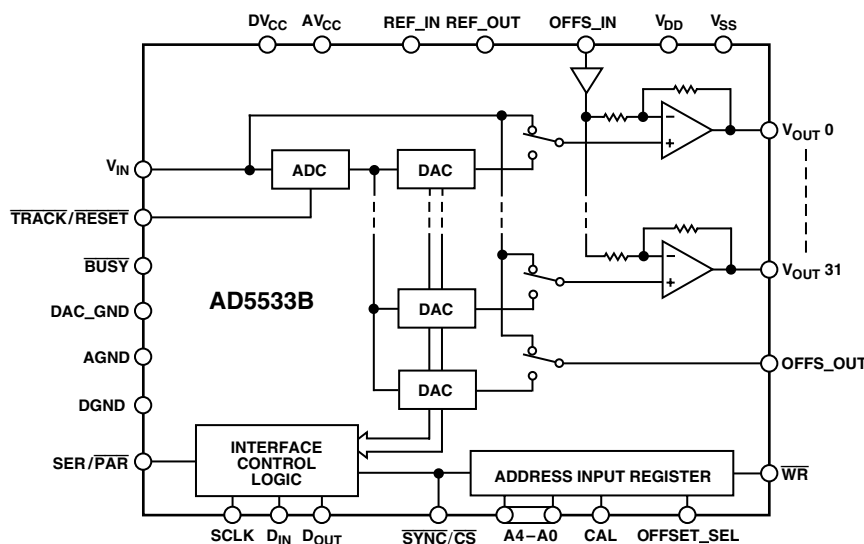 DVCC AVCC REF_IN REF_OUT OFFS_IN VDD VSS
VIN
ADC
DAC
VOUT 0
TRACK/RESET
BUSY
AD5533B
DAC
VOUT 31
DAC_GND
AGND
DAC
OFFS_OUT
DGND
SER/PAR
INTERFACE
CONTROL
LOGIC
ADDRESS INPUT REGISTER
WR
SCLK DIN DOUT SYNC/CS A4–A0 CAL OFFSET_SEL